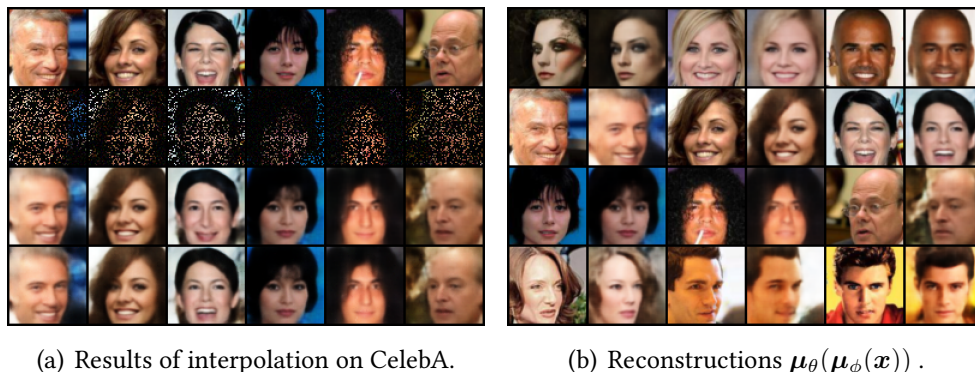 (a) Results of interpolation on CelebA.
(b) Reconstructions μθ(μϕ(x)) .